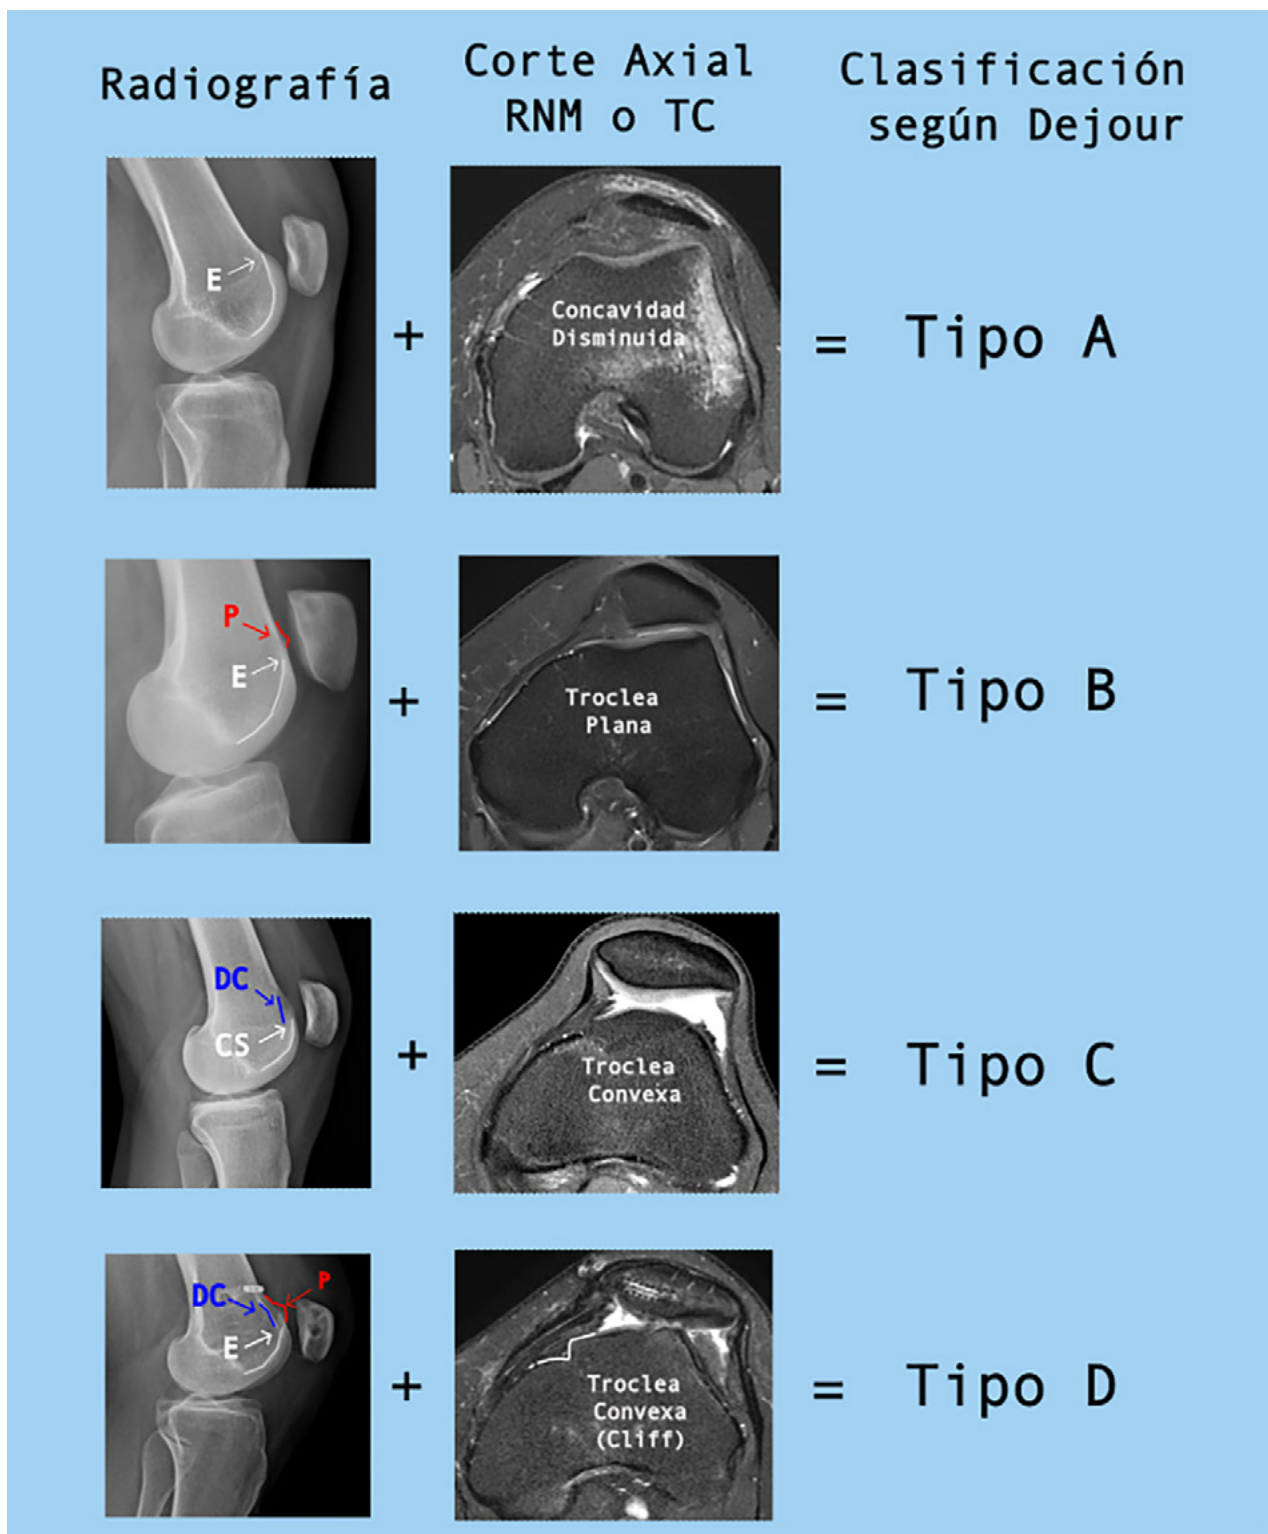 Radiografía
Corte Axial
RNM o TC
Clasificación
según Dejour
E
+
Concavidad
Disminuida
=
Tipo A
P
E
+
Troclea
Plana
=
Tipo B
DC
CS
+
Troclea
Convexa
=
Tipo C
DC
P
E
+
Troclea
Convexa
(Cliff)
=
Tipo D